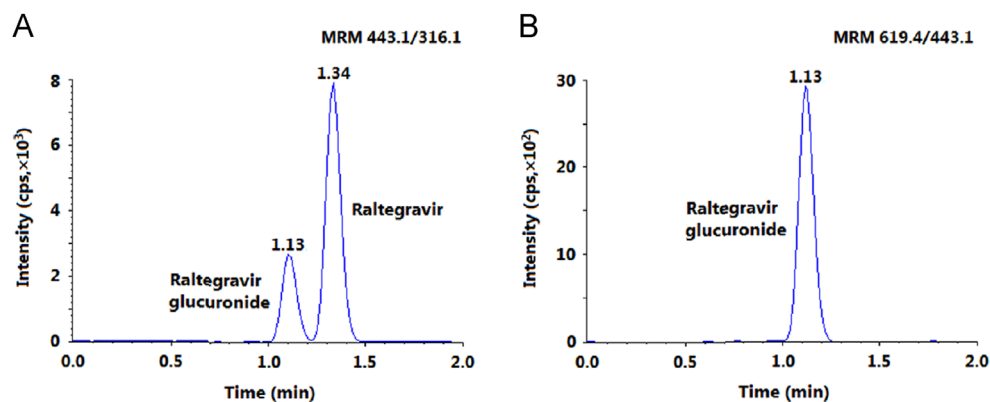 A
MRM 443.1/316.1
8
6
4
2
0
Intensity (cps,×10³)
1.34
1.13
Raltegravir
Raltegravir
glucuronide
0.0 0.5 1.0 1.5 2.0
Time (min)
B
MRM 619.4/443.1
30
20
10
0
Intensity (cps,×10²)
1.13
Raltegravir
glucuronide
0.0 0.5 1.0 1.5 2.0
Time (min)